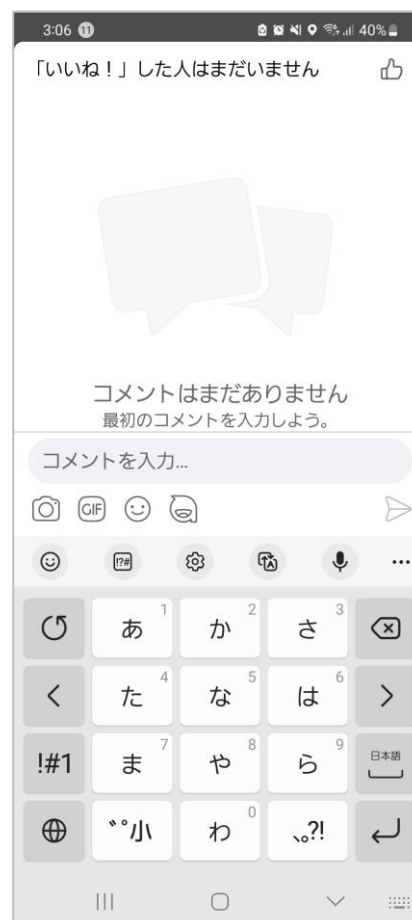 3:06 11 40%
「いいね！」した人はまだいません
コメントはまだありません
最初のコメントを入力しよう。
コメントを入力...
GIF
!?#
あ 1 か 2 さ 3
た 4 な 5 は 6
!#1 ま 7 や 8 ら 9 日本語
゛゜小 わ 0 、。?!